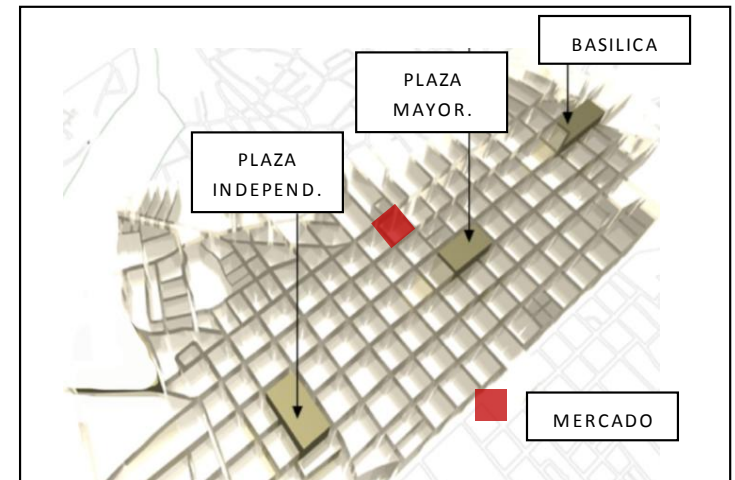 BASILICA
PLAZA
MAYOR.
PLAZA
INDEPEND.
MERCADO